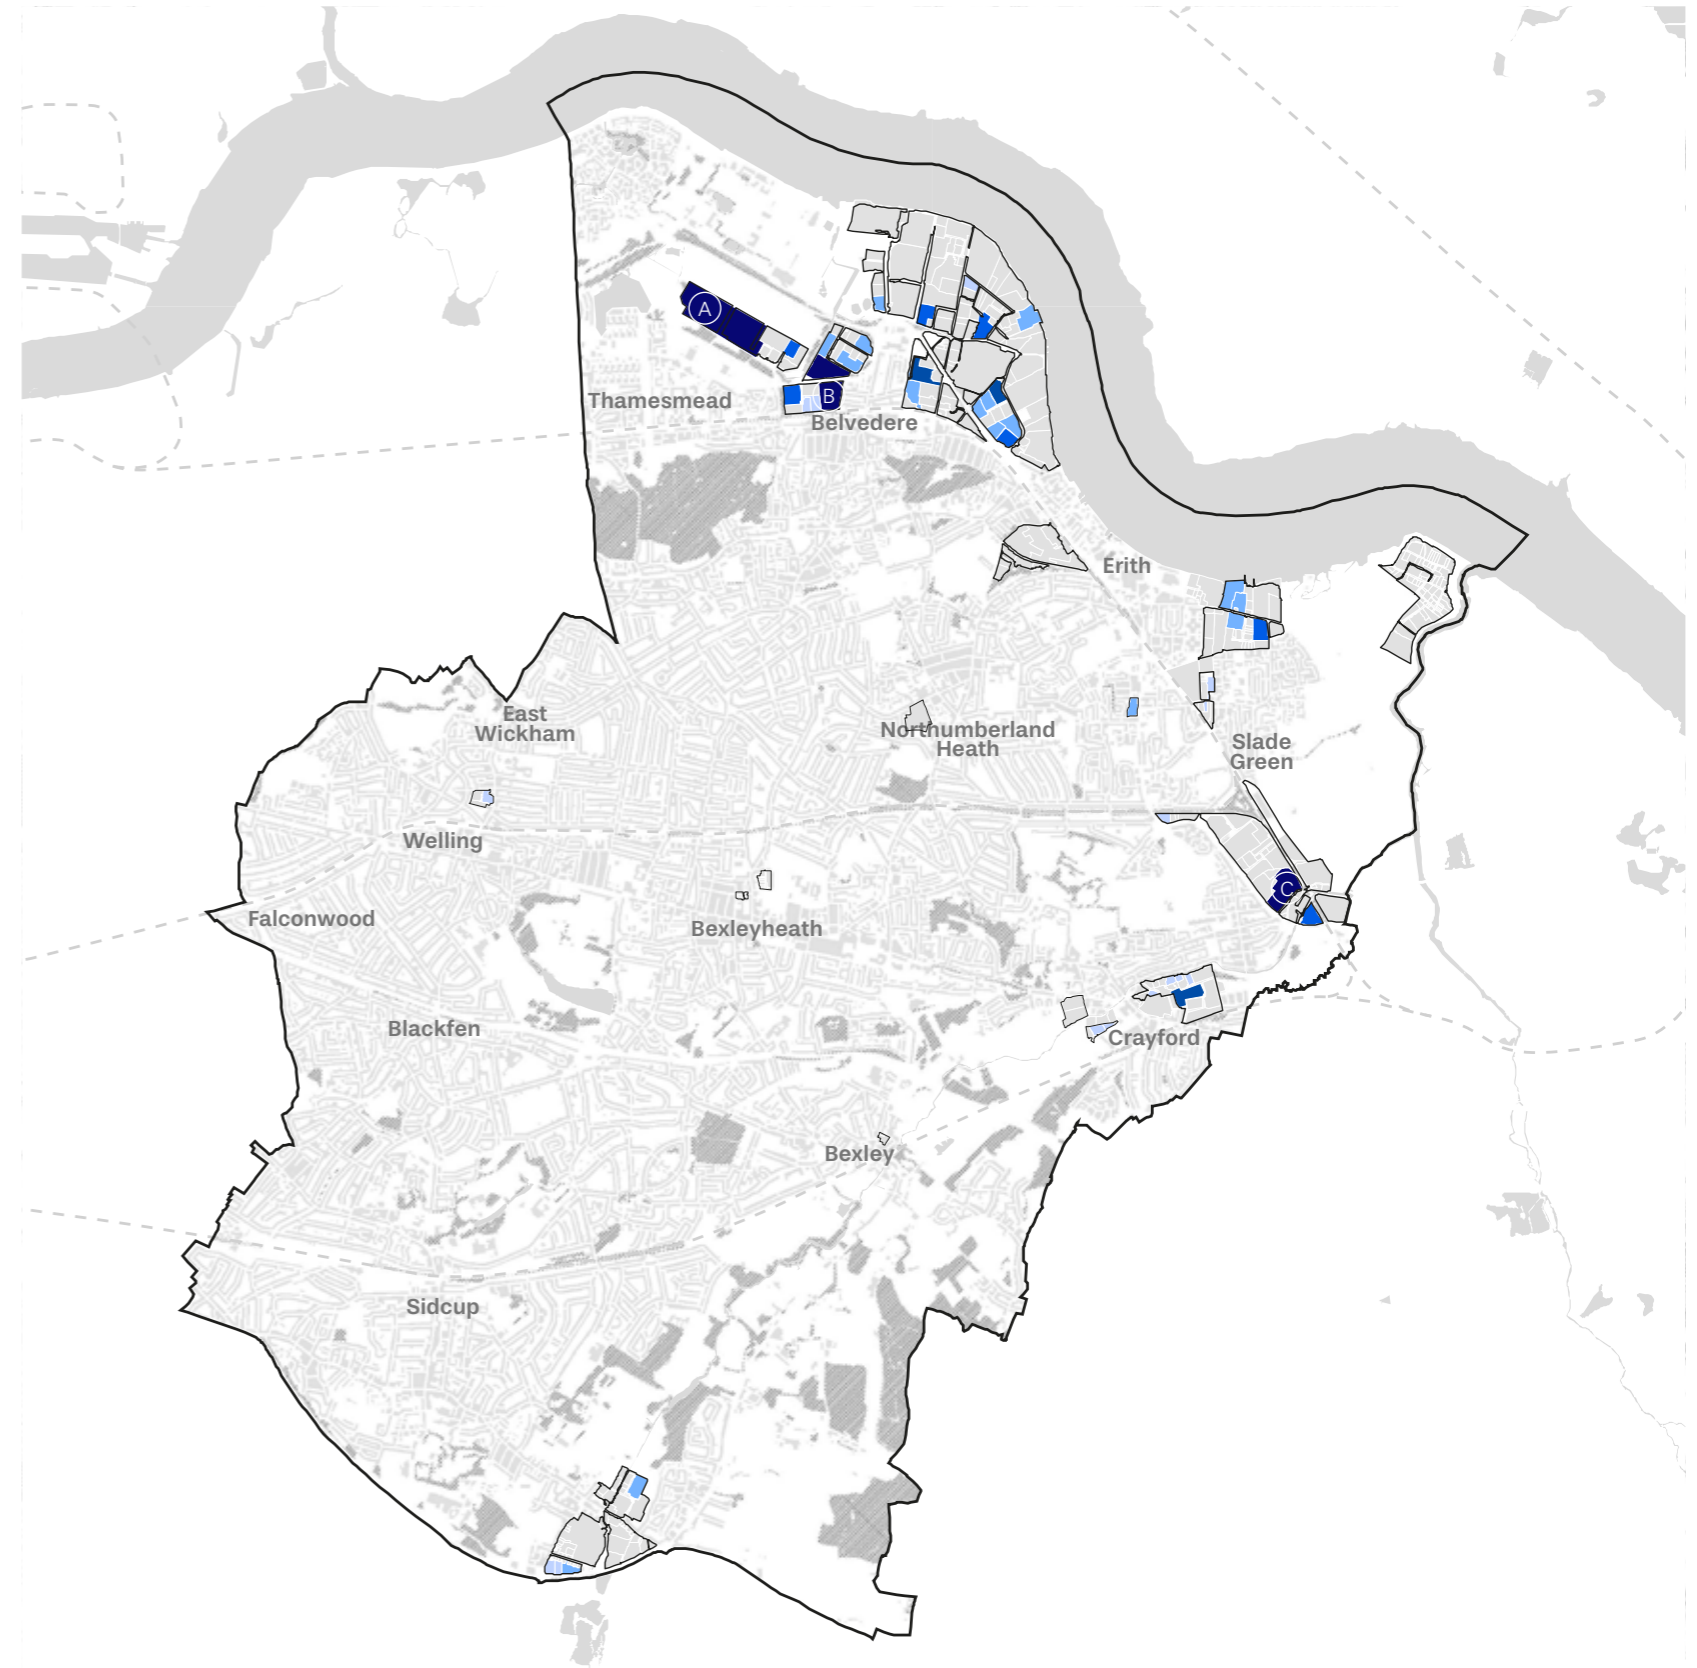 A
B
Thamesmead
Belvedere
Erith
East
Wickham
Northumberland
Heath
Slade
Green
Welling
C
Falconwood
Bexleyheath
Blackfen
Crayford
Bexley
Sidcup